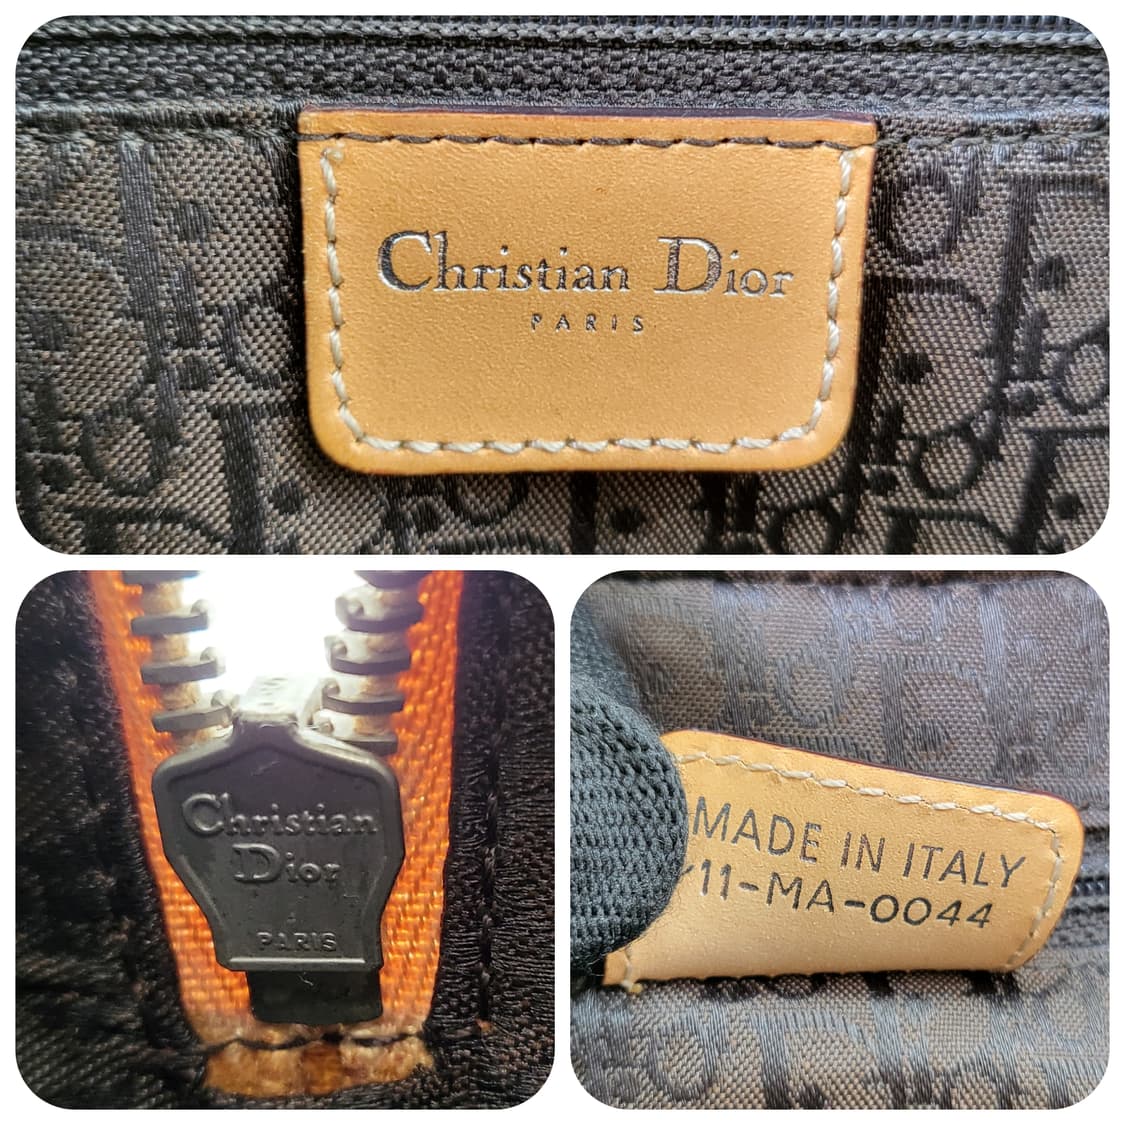 Christian Dior
PARIS
Christian
Dior
PARIS
MADE IN ITALY
11-MA-0044